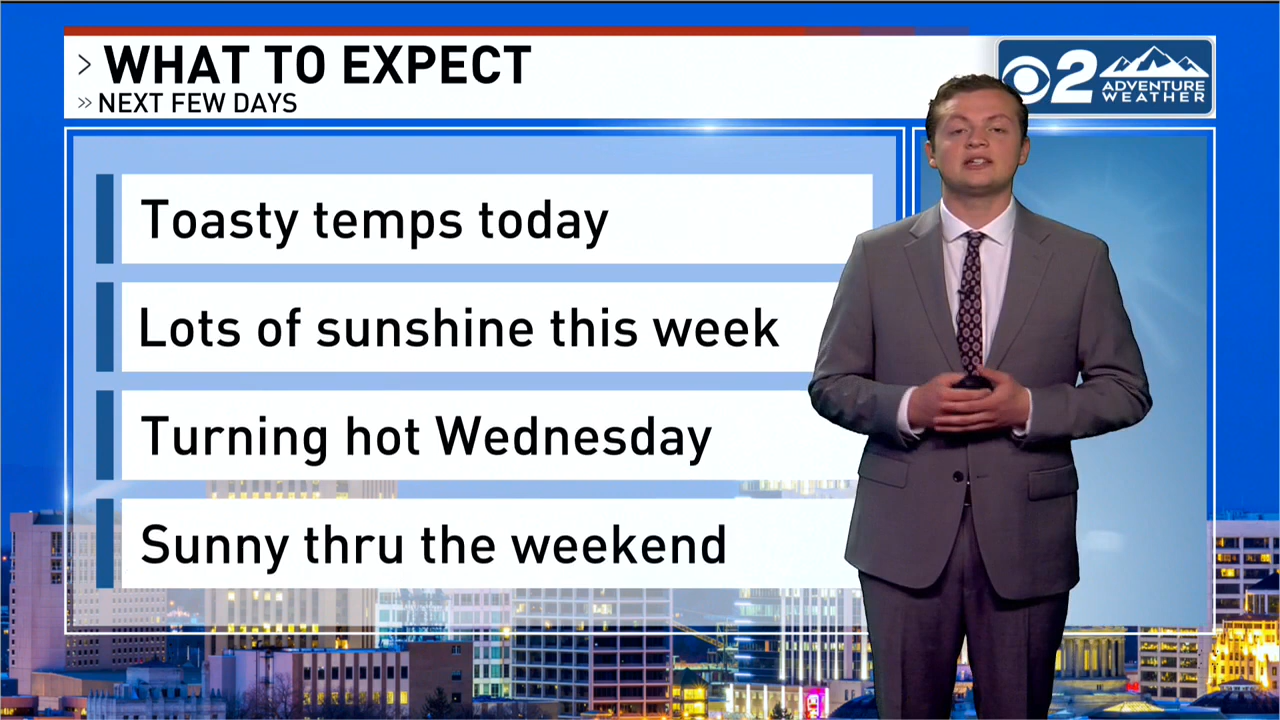 > WHAT TO EXPECT
» NEXT FEW DAYS
2 ADVENTURE
WEATHER
Toasty temps today
Lots of sunshine this week
Turning hot Wednesday
Sunny thru the weekend